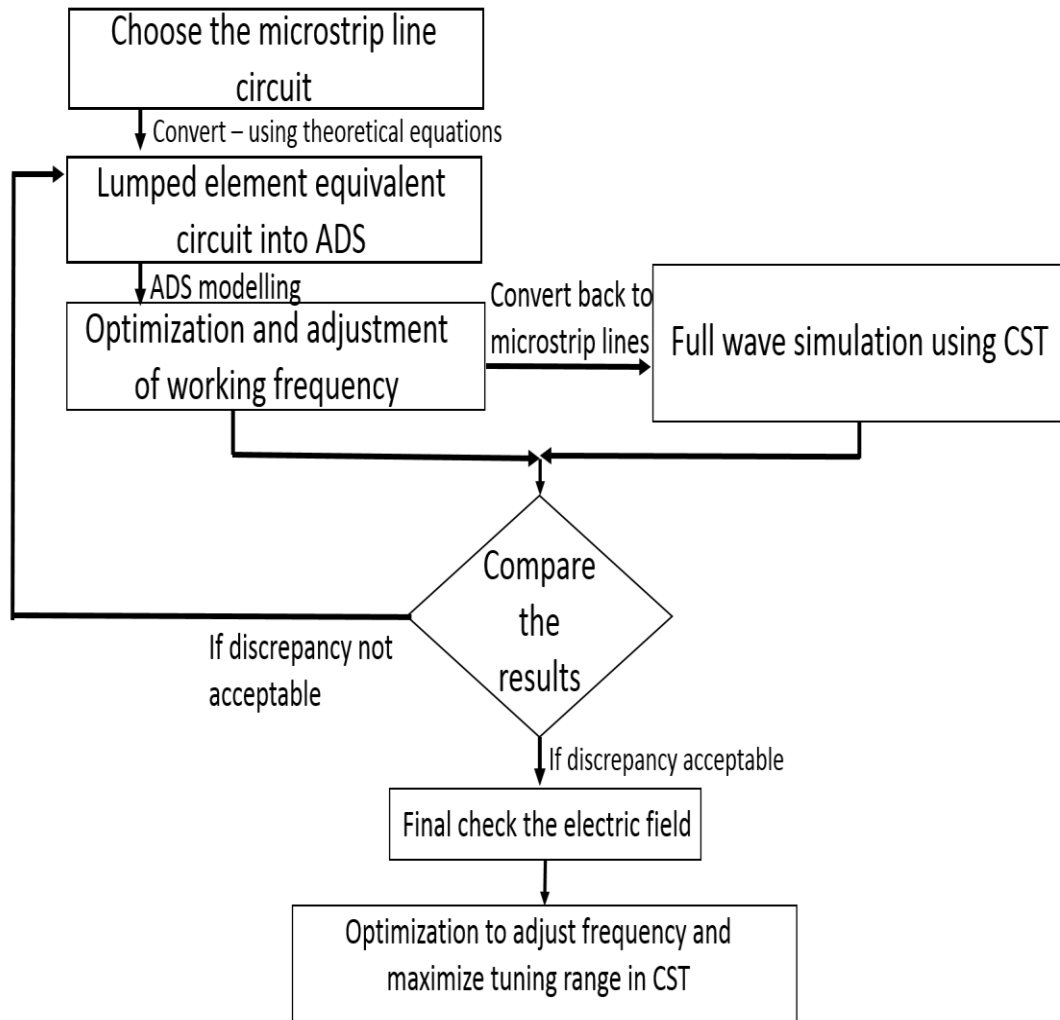 Choose the microstrip line
circuit
Convert – using theoretical equations
Lumped element equivalent
circuit into ADS
ADS modelling
Optimization and adjustment
of working frequency
Convert back to
microstrip lines
Full wave simulation using CST
Compare
the
results
If discrepancy not
acceptable
If discrepancy acceptable
Final check the electric field
Optimization to adjust frequency and
maximize tuning range in CST